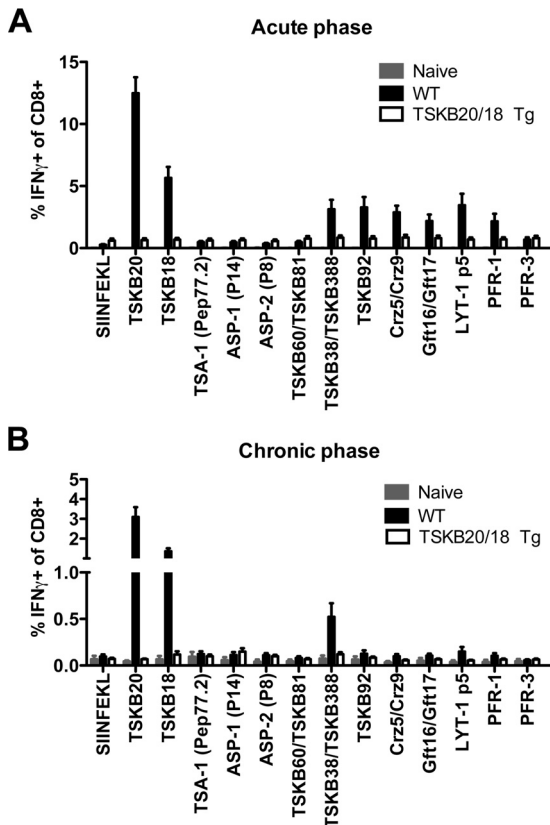 A
Acute phase
% IFNγ+ of CD8+
15
10
5
0
Naive
WT
TSKB20/18 Tg
SIINFEKL
TSKB20
TSKB18
TSA-1 (Pep77.2)
ASP-1 (P14)
ASP-2 (P8)
TSKB60/TSKB81
TSKB38/TSKB388
TSKB92
Crz5/Crz9
Gft16/Gft17
LYT-1 p5
PFR-1
PFR-3
B
Chronic phase
% IFNγ+ of CD8+
5
4
3
2
1.0
0.5
0.0
Naive
WT
TSKB20/18 Tg
SIINFEKL
TSKB20
TSKB18
TSA-1 (Pep77.2)
ASP-1 (P14)
ASP-2 (P8)
TSKB60/TSKB81
TSKB38/TSKB388
TSKB92
Crz5/Crz9
Gft16/Gft17
LYT-1 p5
PFR-1
PFR-3